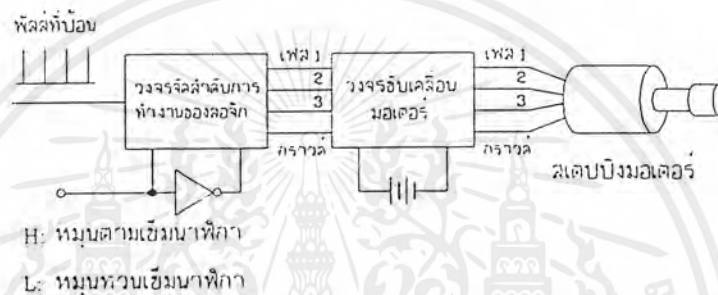 พัลส์ที่ป้อน
วงจรจัดลำดับการ
ทำงานของลอจิก
เฟส 1
2
3
กราวด์
วงจรขับเคลื่อน
มอเตอร์
เฟส 1
2
3
กราวด์
สเตปปิงมอเตอร์
H: หมุนตามเข็มนาฬิกา
L: หมุนทวนเข็มนาฬิกา